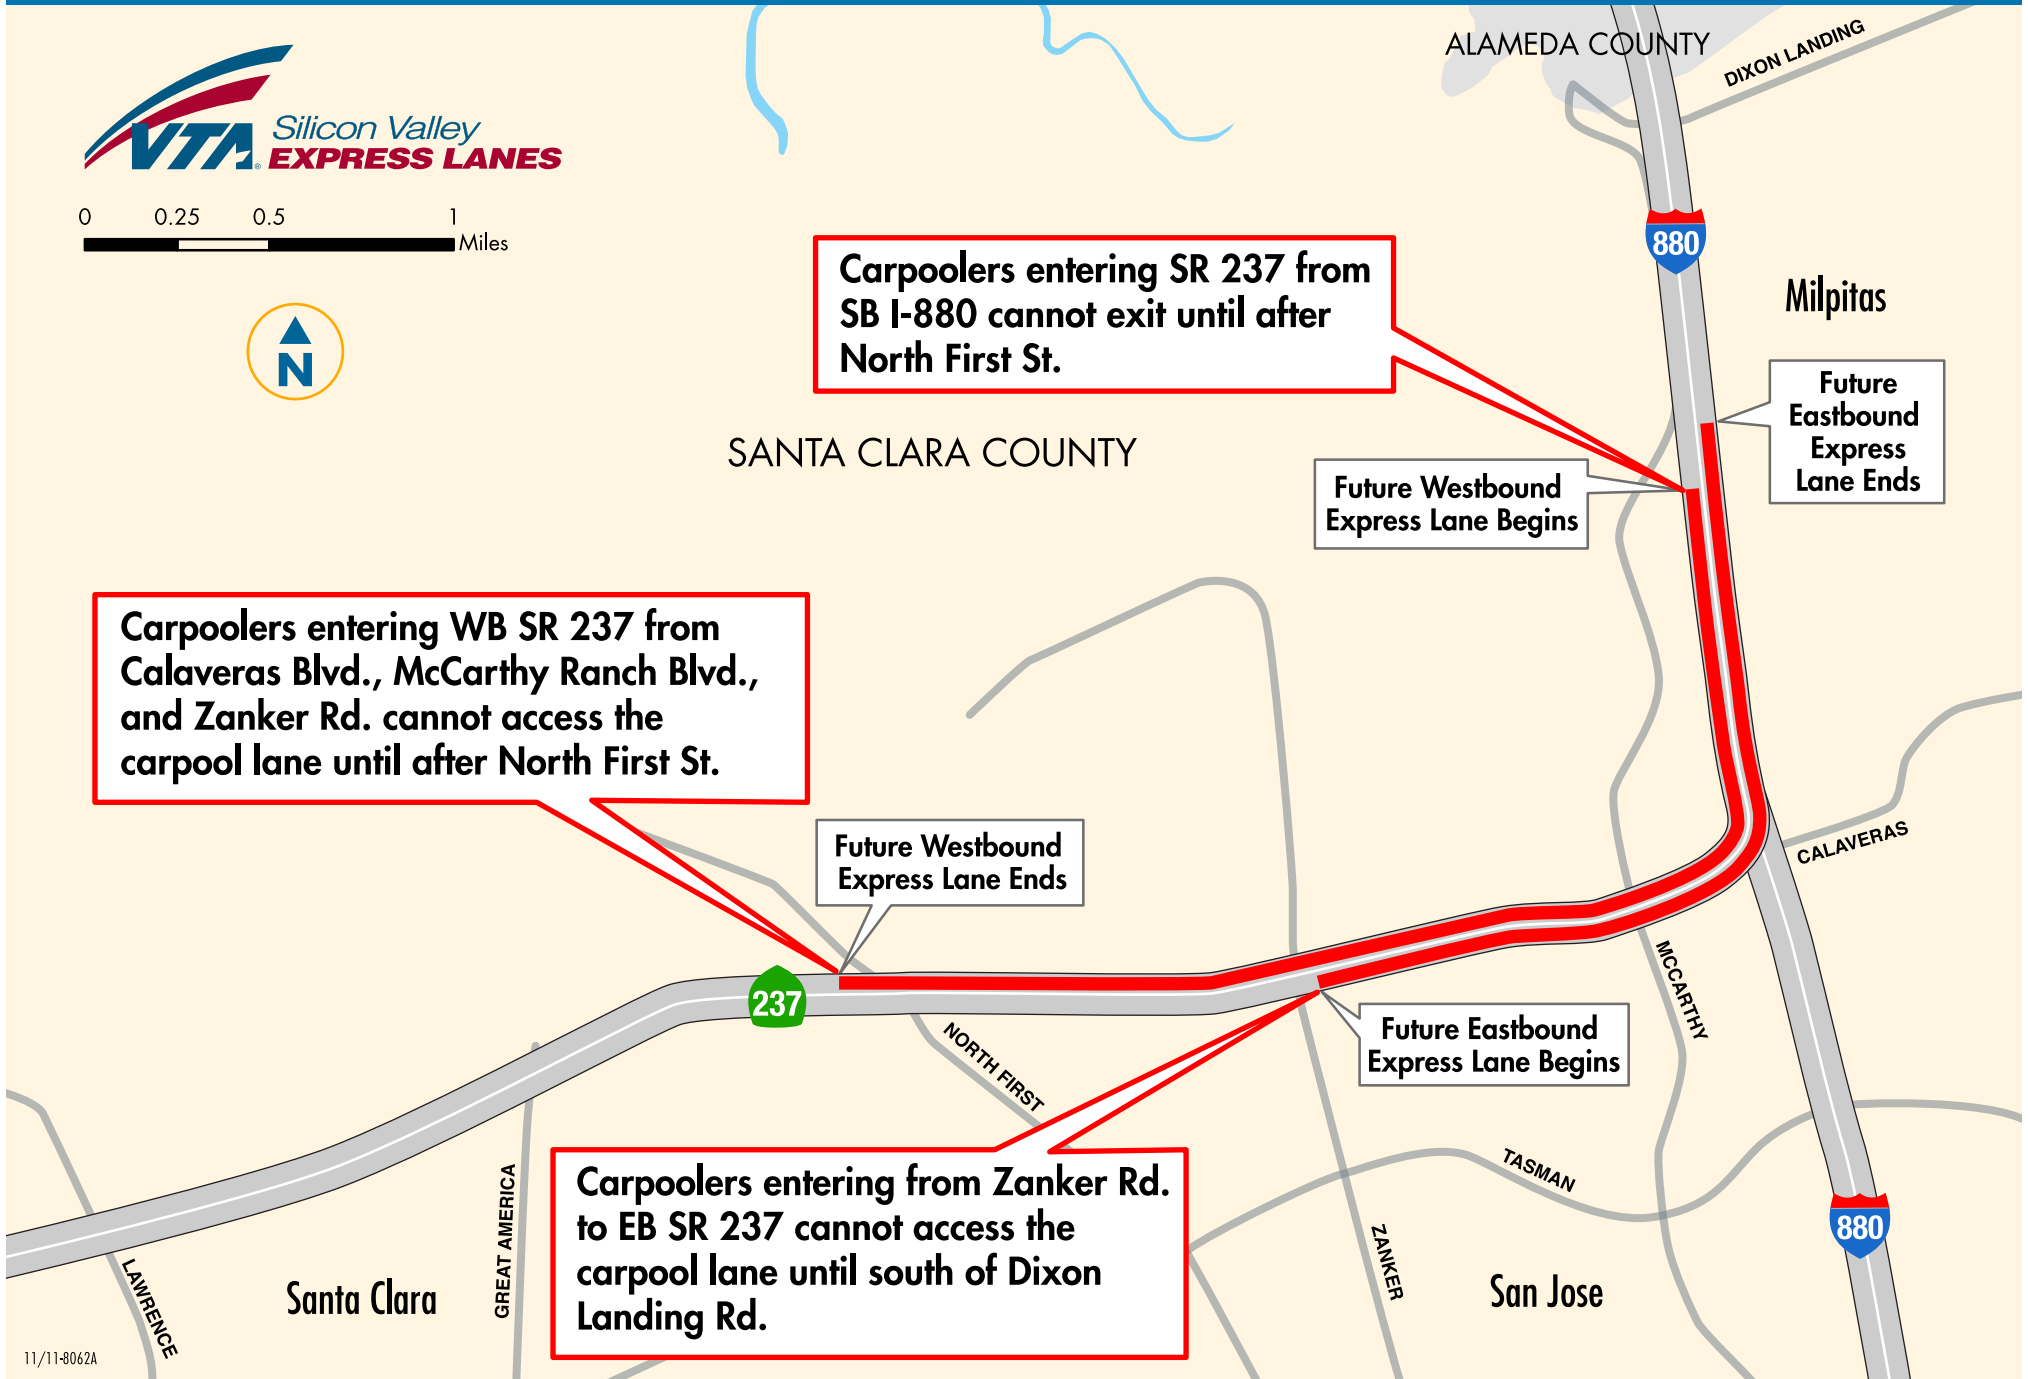 ALAMEDA COUNTY
DIXON LANDING
VTA®
Silicon Valley
EXPRESS LANES
0 0.25 0.5 1
Miles
N
880
Carpoolers entering SR 237 from
SB I-880 cannot exit until after
North First St.
Milpitas
Future
Eastbound
Express
Lane Ends
SANTA CLARA COUNTY
Future Westbound
Express Lane Begins
Carpoolers entering WB SR 237 from
Calaveras Blvd., McCarthy Ranch Blvd.,
and Zanker Rd. cannot access the
carpool lane until after North First St.
Future Westbound
Express Lane Ends
CALAVERAS
237
MCCARTHY
NORTH FIRST
Future Eastbound
Express Lane Begins
Carpoolers entering from Zanker Rd.
to EB SR 237 cannot access the
carpool lane until south of Dixon
Landing Rd.
TASMAN
880
ZANKER
GREAT AMERICA
LAWRENCE
Santa Clara
San Jose
11/11-8062A